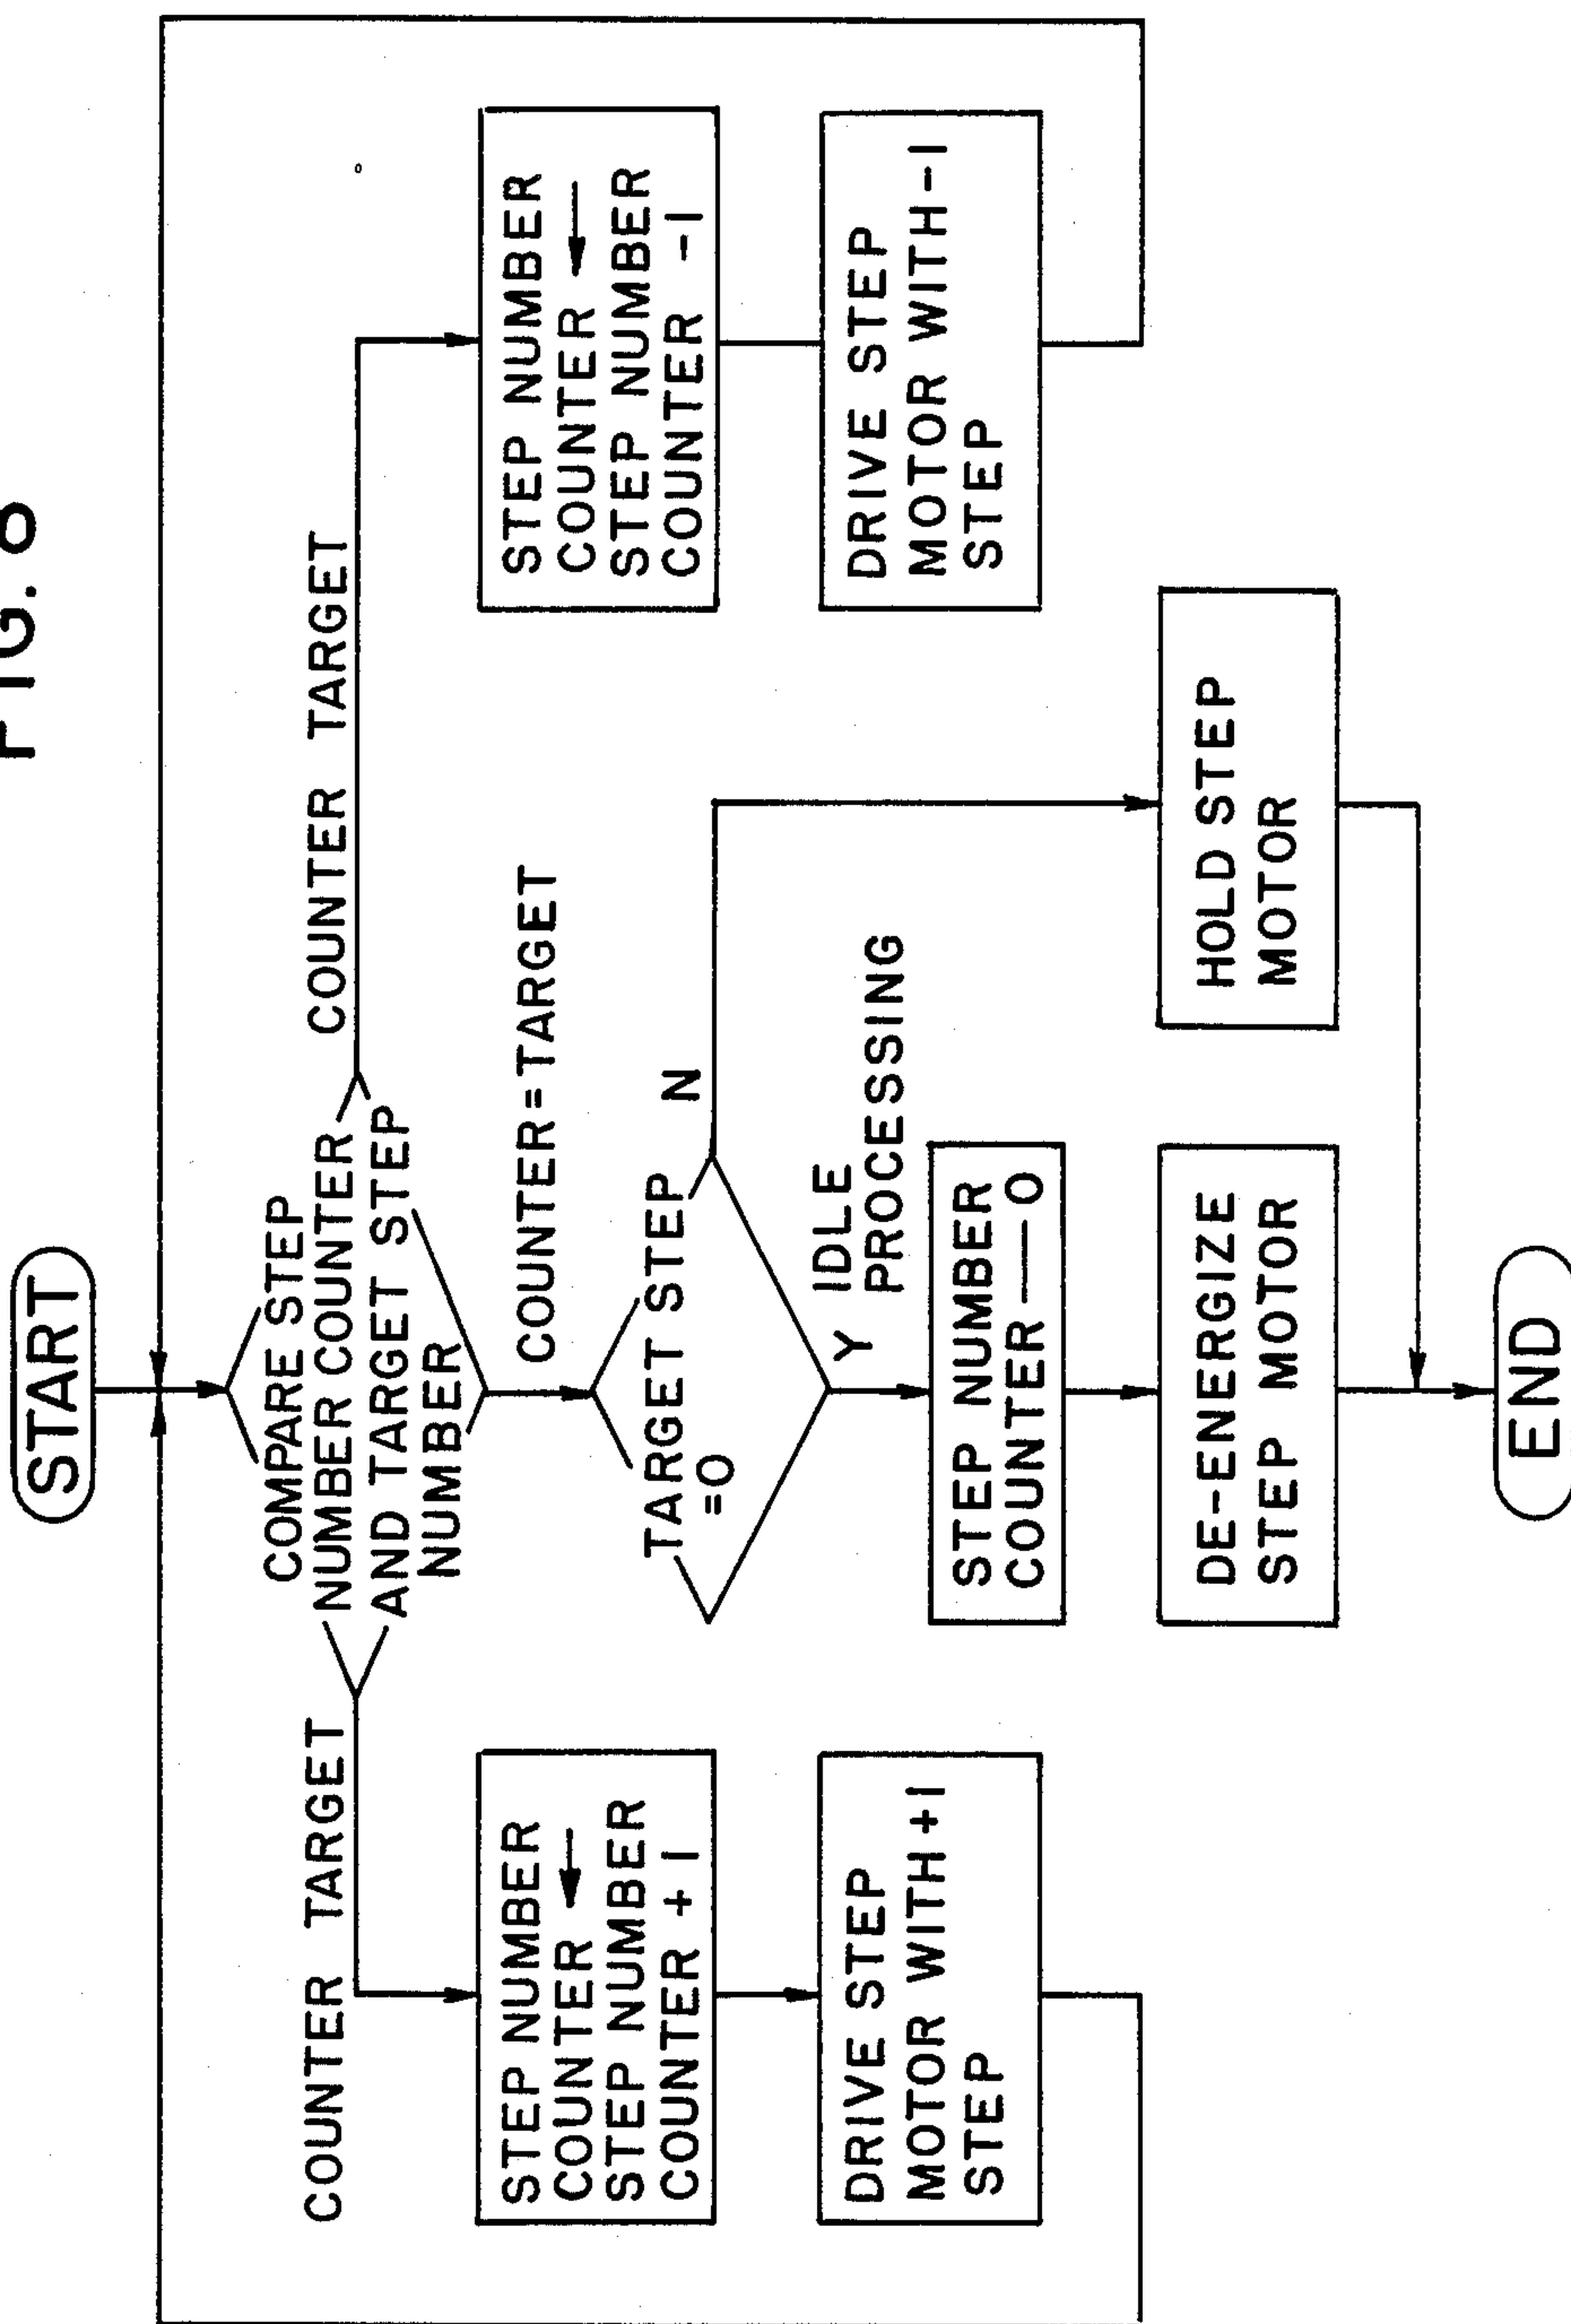 FIG. 8
START
COMPARE STEP
NUMBER COUNTER
AND TARGET STEP
NUMBER
COUNTER TARGET
COUNTER TARGET
COUNTER=TARGET
STEP NUMBER
COUNTER ←
STEP NUMBER
COUNTER +1
DRIVE STEP
MOTOR WITH+1
STEP
TARGET STEP
=0
N
Y
IDLE
PROCESSING
STEP NUMBER
COUNTER—0
DE-ENERGIZE
STEP MOTOR
HOLD STEP
MOTOR
STEP NUMBER
COUNTER ←
STEP NUMBER
COUNTER -1
DRIVE STEP
MOTOR WITH-1
STEP
END